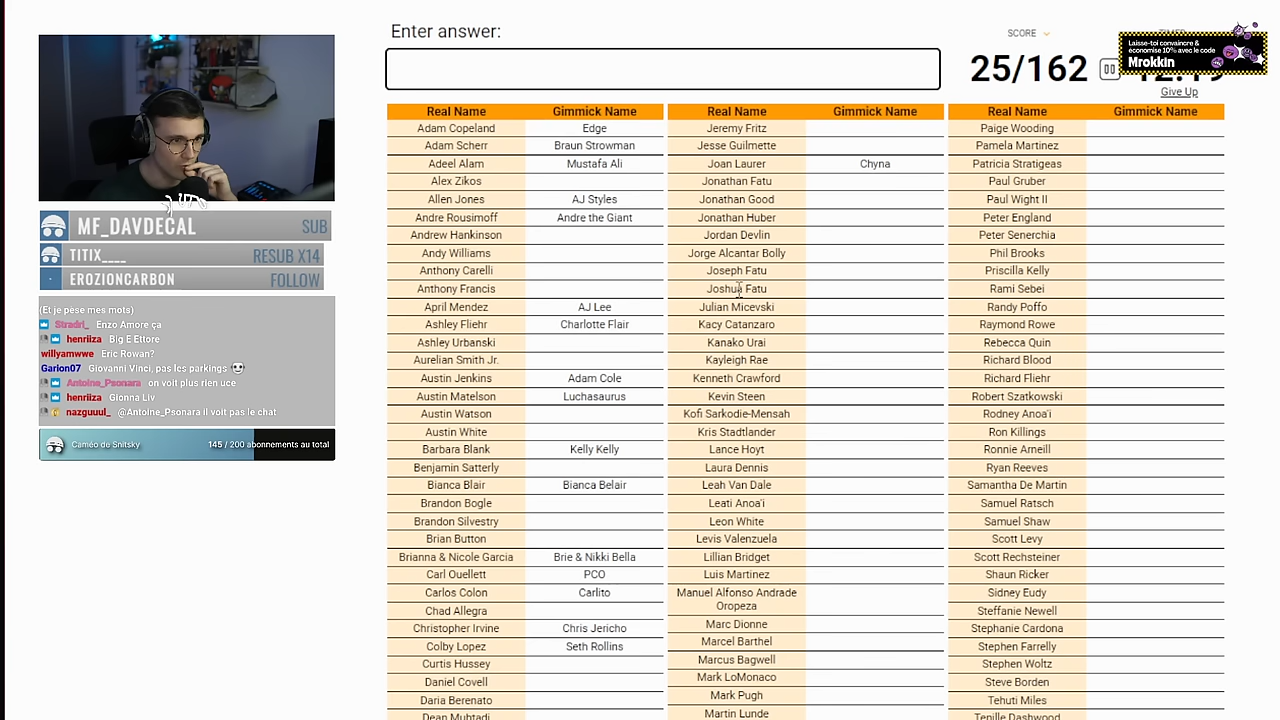 Enter answer:
SCORE
25/162
Laisse-toi convaincre &
économise 10% avec le code
Mrokkin
Give Up
MF_DAVDECAL SUB
TITIX____ RESUB X14
EROZIONCARBON FOLLOW
(Et je pèse mes mots)
Stradri_ Enzo Amore ça
henriiza Big E Ettore
willyamwwe Eric Rowan?
Garlon07 Giovanni Vinci, pas les parkings
Antoine_Psonara on voit plus rien uce
henriiza Gionna Liv
nazguuul_ @Antoine_Psonara il voit pas le chat
Caméo de Snitsky 145 / 200 abonnements au total
Real Name Gimmick Name
Adam Copeland Edge
Adam Scherr Braun Strowman
Adeel Alam Mustafa Ali
Alex Zikos
Allen Jones AJ Styles
Andre Rousimoff Andre the Giant
Andrew Hankinson
Andy Williams
Anthony Carelli
Anthony Francis
April Mendez AJ Lee
Ashley Fliehr Charlotte Flair
Ashley Urbanski
Aurelian Smith Jr.
Austin Jenkins Adam Cole
Austin Matelson Luchasaurus
Austin Watson
Austin White
Barbara Blank Kelly Kelly
Benjamin Satterly
Bianca Blair Bianca Belair
Brandon Bogle
Brandon Silvestry
Brian Button
Brianna & Nicole Garcia Brie & Nikki Bella
Carl Ouellett PCO
Carlos Colon Carlito
Chad Allegra
Christopher Irvine Chris Jericho
Colby Lopez Seth Rollins
Curtis Hussey
Daniel Covell
Daria Berenato
Dean Muhtadi
Real Name Gimmick Name
Jeremy Fritz
Jesse Guilmette
Joan Laurer Chyna
Jonathan Fatu
Jonathan Good
Jonathan Huber
Jordan Devlin
Jorge Alcantar Bolly
Joseph Fatu
Joshua Fatu
Julian Micevski
Kacy Catanzaro
Kanako Urai
Kayleigh Rae
Kenneth Crawford
Kevin Steen
Kofi Sarkodie-Mensah
Kris Stadtlander
Lance Hoyt
Laura Dennis
Leah Van Dale
Leati Anoa'i
Leon White
Levis Valenzuela
Lillian Bridget
Luis Martinez
Manuel Alfonso Andrade
Oropeza
Marc Dionne
Marcel Barthel
Marcus Bagwell
Mark LoMonaco
Mark Pugh
Martin Lunde
Real Name Gimmick Name
Paige Wooding
Pamela Martinez
Patricia Stratigeas
Paul Gruber
Paul Wight II
Peter England
Peter Senerchia
Phil Brooks
Priscilla Kelly
Rami Sebei
Randy Poffo
Raymond Rowe
Rebecca Quin
Richard Blood
Richard Fliehr
Robert Szatkowski
Rodney Anoa'i
Ron Killings
Ronnie Arneill
Ryan Reeves
Samantha De Martin
Samuel Ratsch
Samuel Shaw
Scott Levy
Scott Rechsteiner
Shaun Ricker
Sidney Eudy
Steffanie Newell
Stephanie Cardona
Stephen Farrelly
Stephen Woltz
Steve Borden
Tehuti Miles
Tenille Dashwood